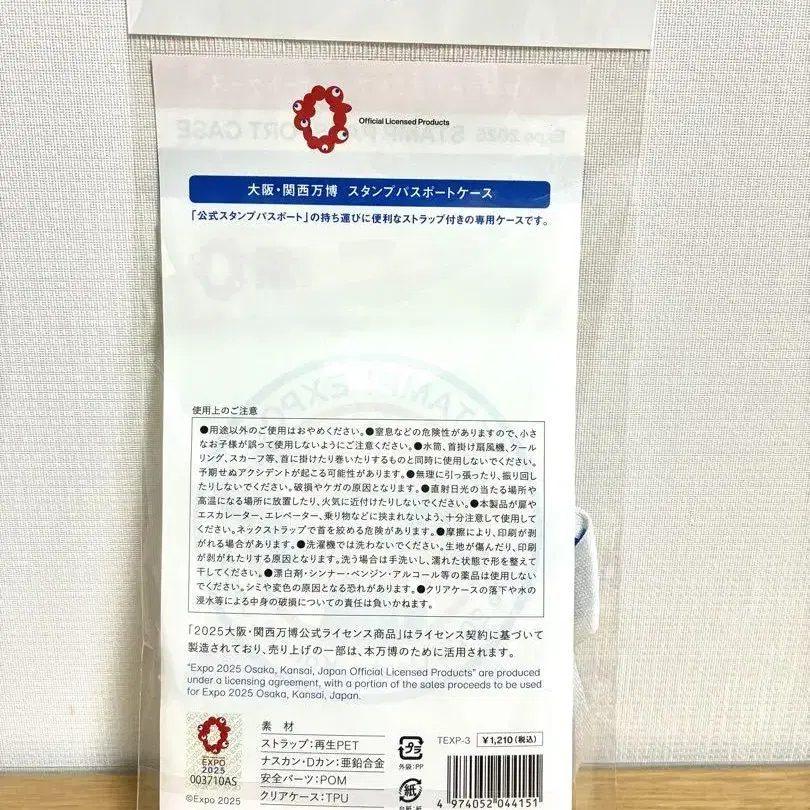 Official Licensed Products
大阪・関西万博 スタンプパスポートケース
「公式スタンプパスポート」の持ち運びに便利なストラップ付きの専用ケースです。
使用上のご注意
●用途以外のご使用はおやめください。●窒息などの危険性がありますので、小さ
なお子様が誤って使用しないようにご注意ください。●水筒、首掛け扇風機、クール
リング、スカーフ等、首に掛けたり巻いたりするものと同時に使用しないでください。
予期せぬアクシデントが起こる可能性があります。●無理に引っ張ったり、振り回し
たりしないでください。破損やケガの原因となります。●直射日光の当たる場所や
高温になる場所に放置したり、火気に近付けたりしないでください。●本製品が扉や
エスカレーター、エレベーター、乗り物などに挟まれないよう、十分注意して使用して
ください。ネックストラップで首を絞める危険があります。●摩擦により、印刷が剥
がれる場合があります。●洗濯機では洗わないでください。生地が傷んだり、印刷
が剥がれたりする原因となります。洗う場合は手洗いし、濡れた状態で形を整えて
干してください。●漂白剤・シンナー・ベンジン・アルコール等の薬品は使用しない
でください。シミや変色の原因となる恐れがあります。●クリアケースの落下や水の
浸水等による中身の破損についての責任は負いかねます。
「2025大阪・関西万博公式ライセンス商品」はライセンス契約に基づいて
製造されており、売り上げの一部は、本万博のために活用されます。
"Expo 2025 Osaka, Kansai, Japan Official Licensed Products" are produced
under a licensing agreement, with a portion of the sales proceeds to be used
for Expo 2025 Osaka, Kansai, Japan.
EXPO
2025
003710AS
©Expo 2025
素材
ストラップ：再生PET
ナスカン・Dカン：亜鉛合金
安全パーツ：POM
クリアケース：TPU
プラ
外袋：PP
紙
台紙：紙
TEXP-3 ¥1,210(税込)
4 974052 044151